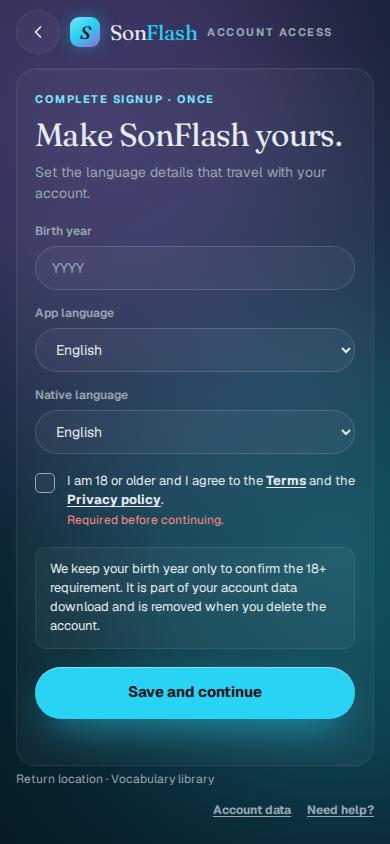 S SonFlash ACCOUNT ACCESS
COMPLETE SIGNUP · ONCE
Make SonFlash yours.
Set the language details that travel with your
account.
Birth year
YYYY
App language
English
Native language
English
I am 18 or older and I agree to the Terms and the
Privacy policy.
Required before continuing.
We keep your birth year only to confirm the 18+
requirement. It is part of your account data
download and is removed when you delete the
account.
Save and continue
Return location · Vocabulary library
Account data Need help?